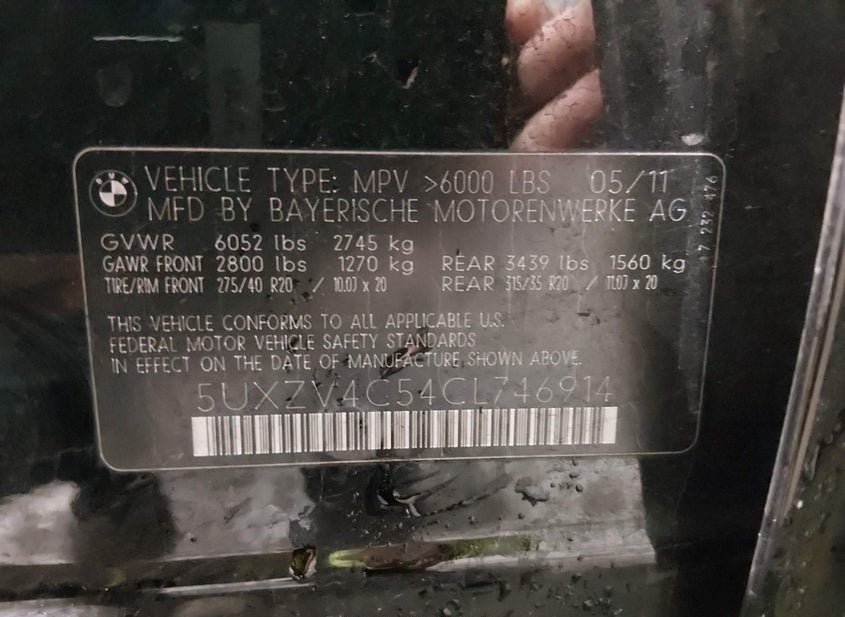 VEHICLE TYPE: MPV >6000 LBS 05/11
MFD BY BAYERISCHE MOTORENWERKE AG
GVWR 6052 lbs 2745 kg
GAWR FRONT 2800 lbs 1270 kg REAR 3439 lbs 1560 kg
TIRE/RIM FRONT 275/40 R20 / 10.0J x 20 REAR 315/35 R20 / 11.0J x 20
THIS VEHICLE CONFORMS TO ALL APPLICABLE U.S.
FEDERAL MOTOR VEHICLE SAFETY STANDARDS
IN EFFECT ON THE DATE OF MANUFACTURE SHOWN ABOVE.
5UXZV4C54CL746914
7 232 476